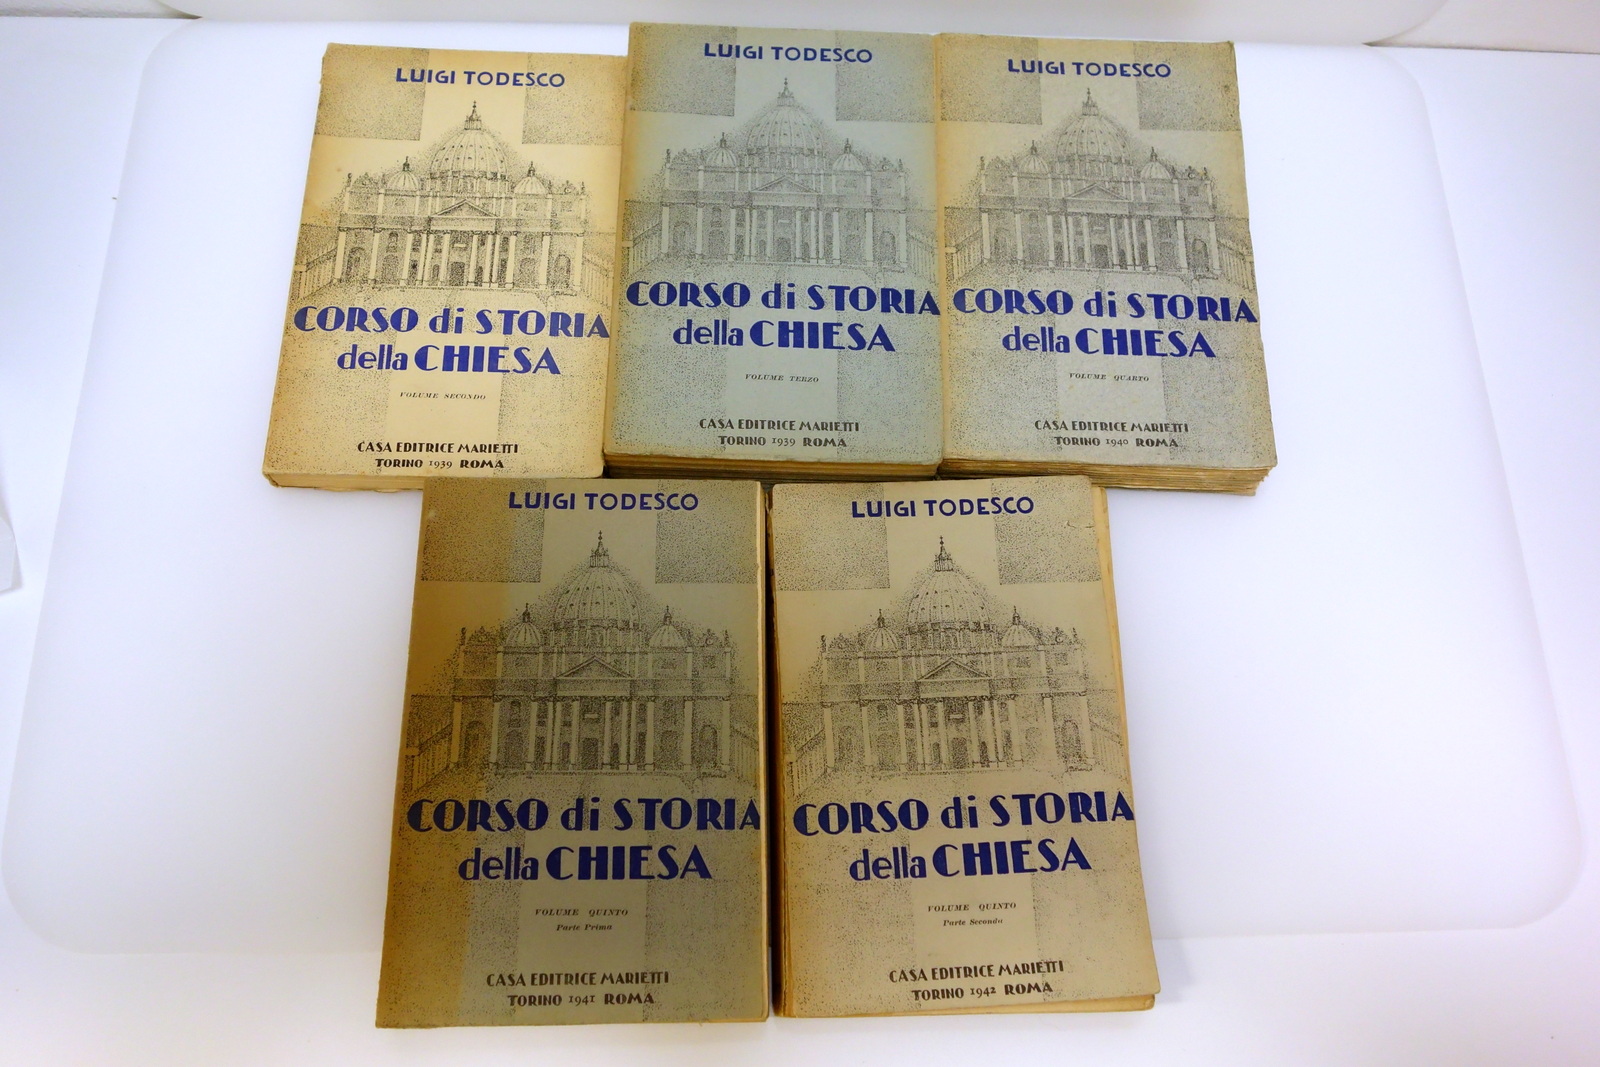 LUIGI TODESCO
CORSO di STORIA
della CHIESA
VOLUME SECONDO
CASA EDITRICE MARIETTI
TORINO 1939 ROMA
LUIGI TODESCO
CORSO di STORIA
della CHIESA
VOLUME TERZO
CASA EDITRICE MARIETTI
TORINO 1939 ROMA
LUIGI TODESCO
CORSO di STORIA
della CHIESA
VOLUME QUARTO
CASA EDITRICE MARIETTI
TORINO 1940 ROMA
LUIGI TODESCO
CORSO di STORIA
della CHIESA
VOLUME QUINTO
Parte Prima
CASA EDITRICE MARIETTI
TORINO 1941 ROMA
LUIGI TODESCO
CORSO di STORIA
della CHIESA
VOLUME QUINTO
Parte Seconda
CASA EDITRICE MARIETTI
TORINO 1942 ROMA